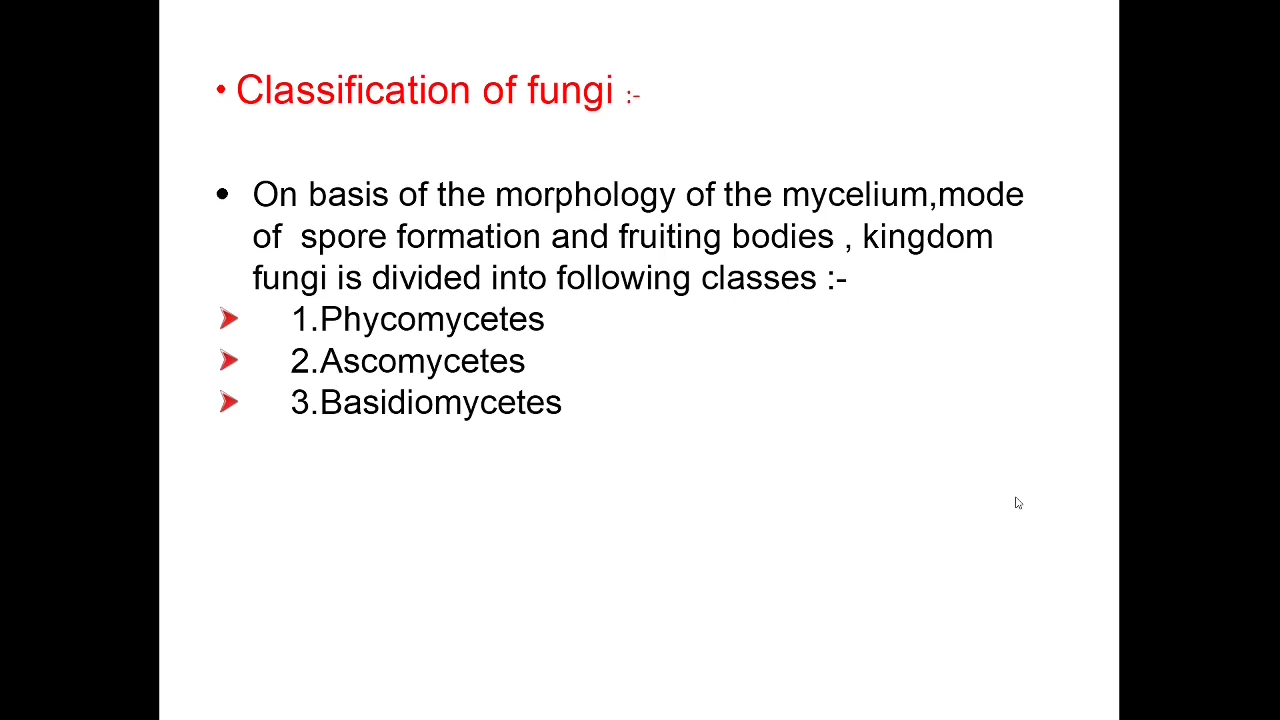 • Classification of fungi :-
• On basis of the morphology of the mycelium,mode
of  spore formation and fruiting bodies , kingdom
fungi is divided into following classes :-
➤ 1.Phycomycetes
➤ 2.Ascomycetes
➤ 3.Basidiomycetes